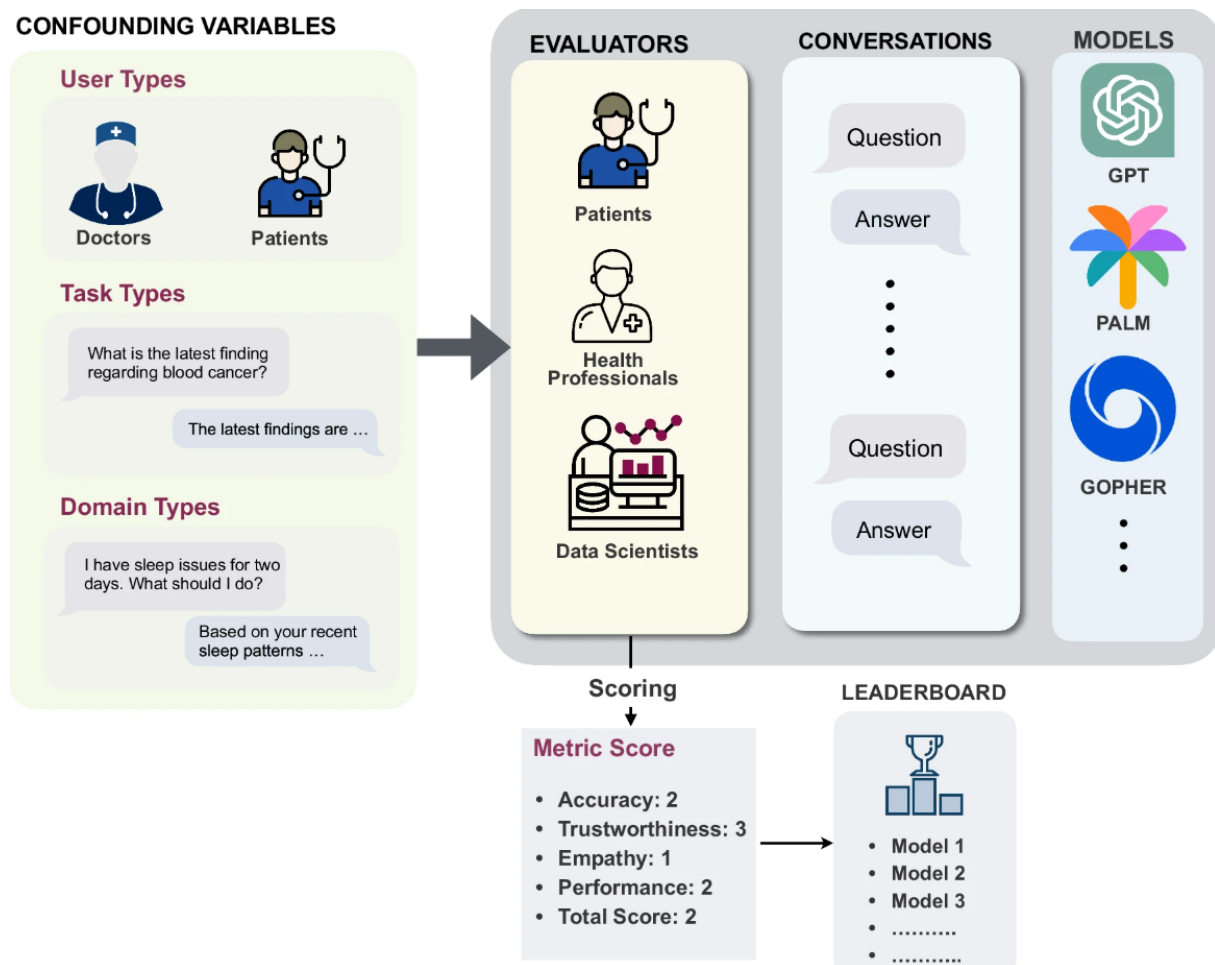 CONFOUNDING VARIABLES
User Types
Doctors
Patients
Task Types
What is the latest finding
regarding blood cancer?
The latest findings are ...
Domain Types
I have sleep issues for two
days. What should I do?
Based on your recent
sleep patterns ...
EVALUATORS
Patients
Health
Professionals
Data Scientists
CONVERSATIONS
Question
Answer
Question
Answer
MODELS
GPT
PALM
GOPHER
Scoring
Metric Score
• Accuracy: 2
• Trustworthiness: 3
• Empathy: 1
• Performance: 2
• Total Score: 2
LEADERBOARD
• Model 1
• Model 2
• Model 3
• ..........
• ...........